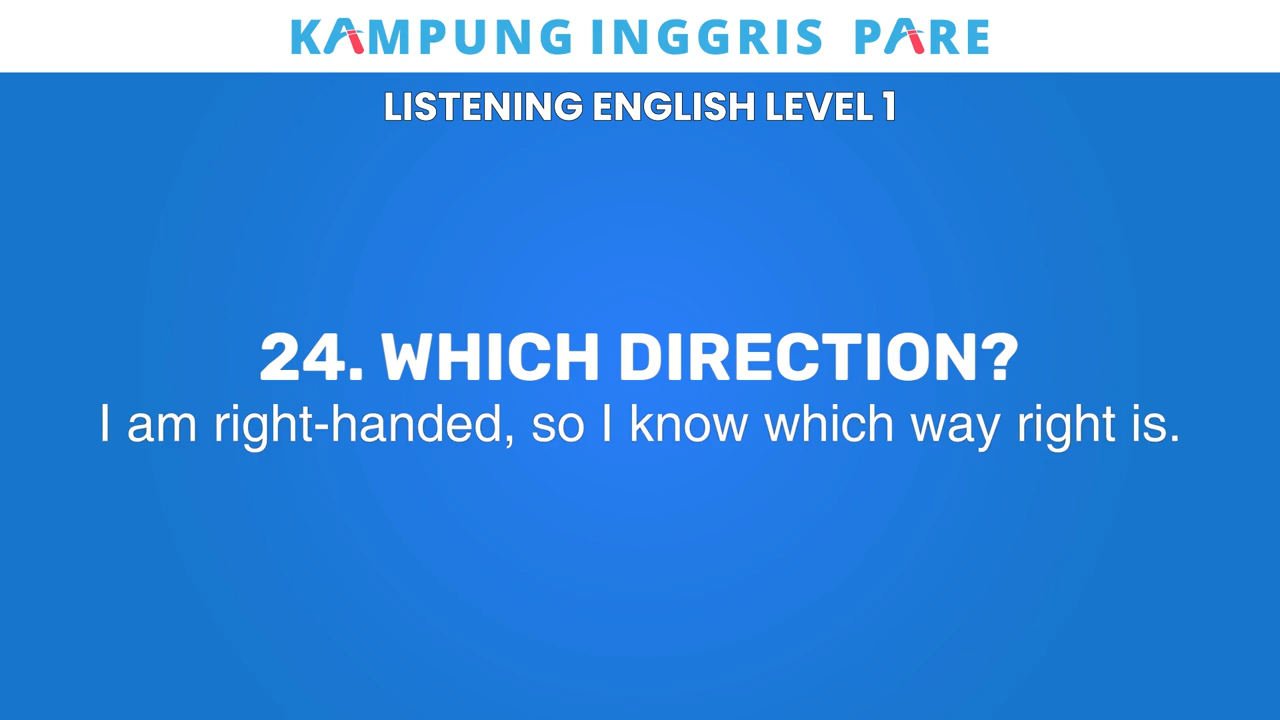 KAMPUNG INGGRIS PARE
LISTENING ENGLISH LEVEL 1
24. WHICH DIRECTION?
I am right-handed, so I know which way right is.